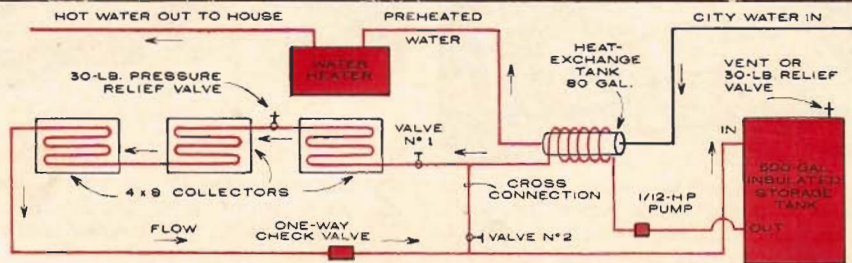 HOT WATER OUT TO HOUSE
PREHEATED
WATER
CITY WATER IN
WATER
HEATER
HEAT-
EXCHANGE
TANK
80 GAL.
VENT OR
30-LB RELIEF
VALVE
30-LB. PRESSURE
RELIEF VALVE
VALVE
Nº 1
IN
4 x 8 COLLECTORS
CROSS
CONNECTION
1/12-HP
PUMP
500-GAL.
INSULATED
STORAGE
TANK
OUT
FLOW
ONE-WAY
CHECK VALVE
VALVE Nº 2